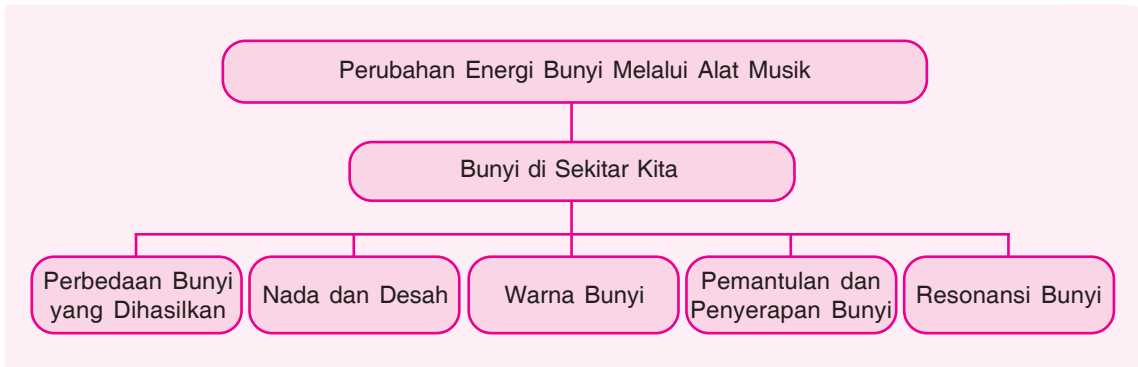 Perubahan Energi Bunyi Melalui Alat Musik
Bunyi di Sekitar Kita
Perbedaan Bunyi
yang Dihasilkan
Nada dan Desah
Warna Bunyi
Pemantulan dan
Penyerapan Bunyi
Resonansi Bunyi